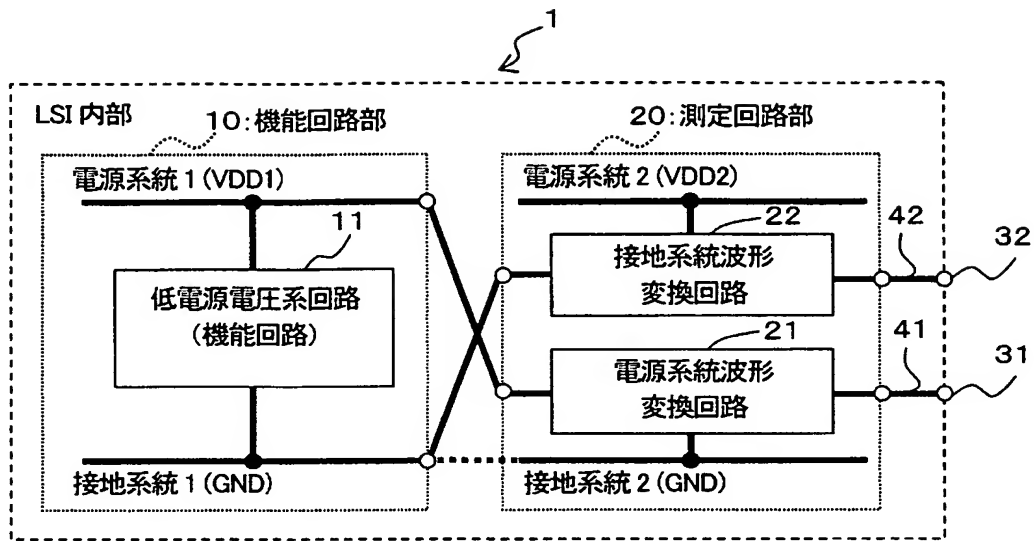 1
LSI 内部
10:機能回路部
20:測定回路部
電源系統1(VDD1)
電源系統2(VDD2)
11
22
42
32
低電源電圧系回路
(機能回路)
接地系統波形
変換回路
21
41
31
電源系統波形
変換回路
接地系統1(GND)
接地系統2(GND)